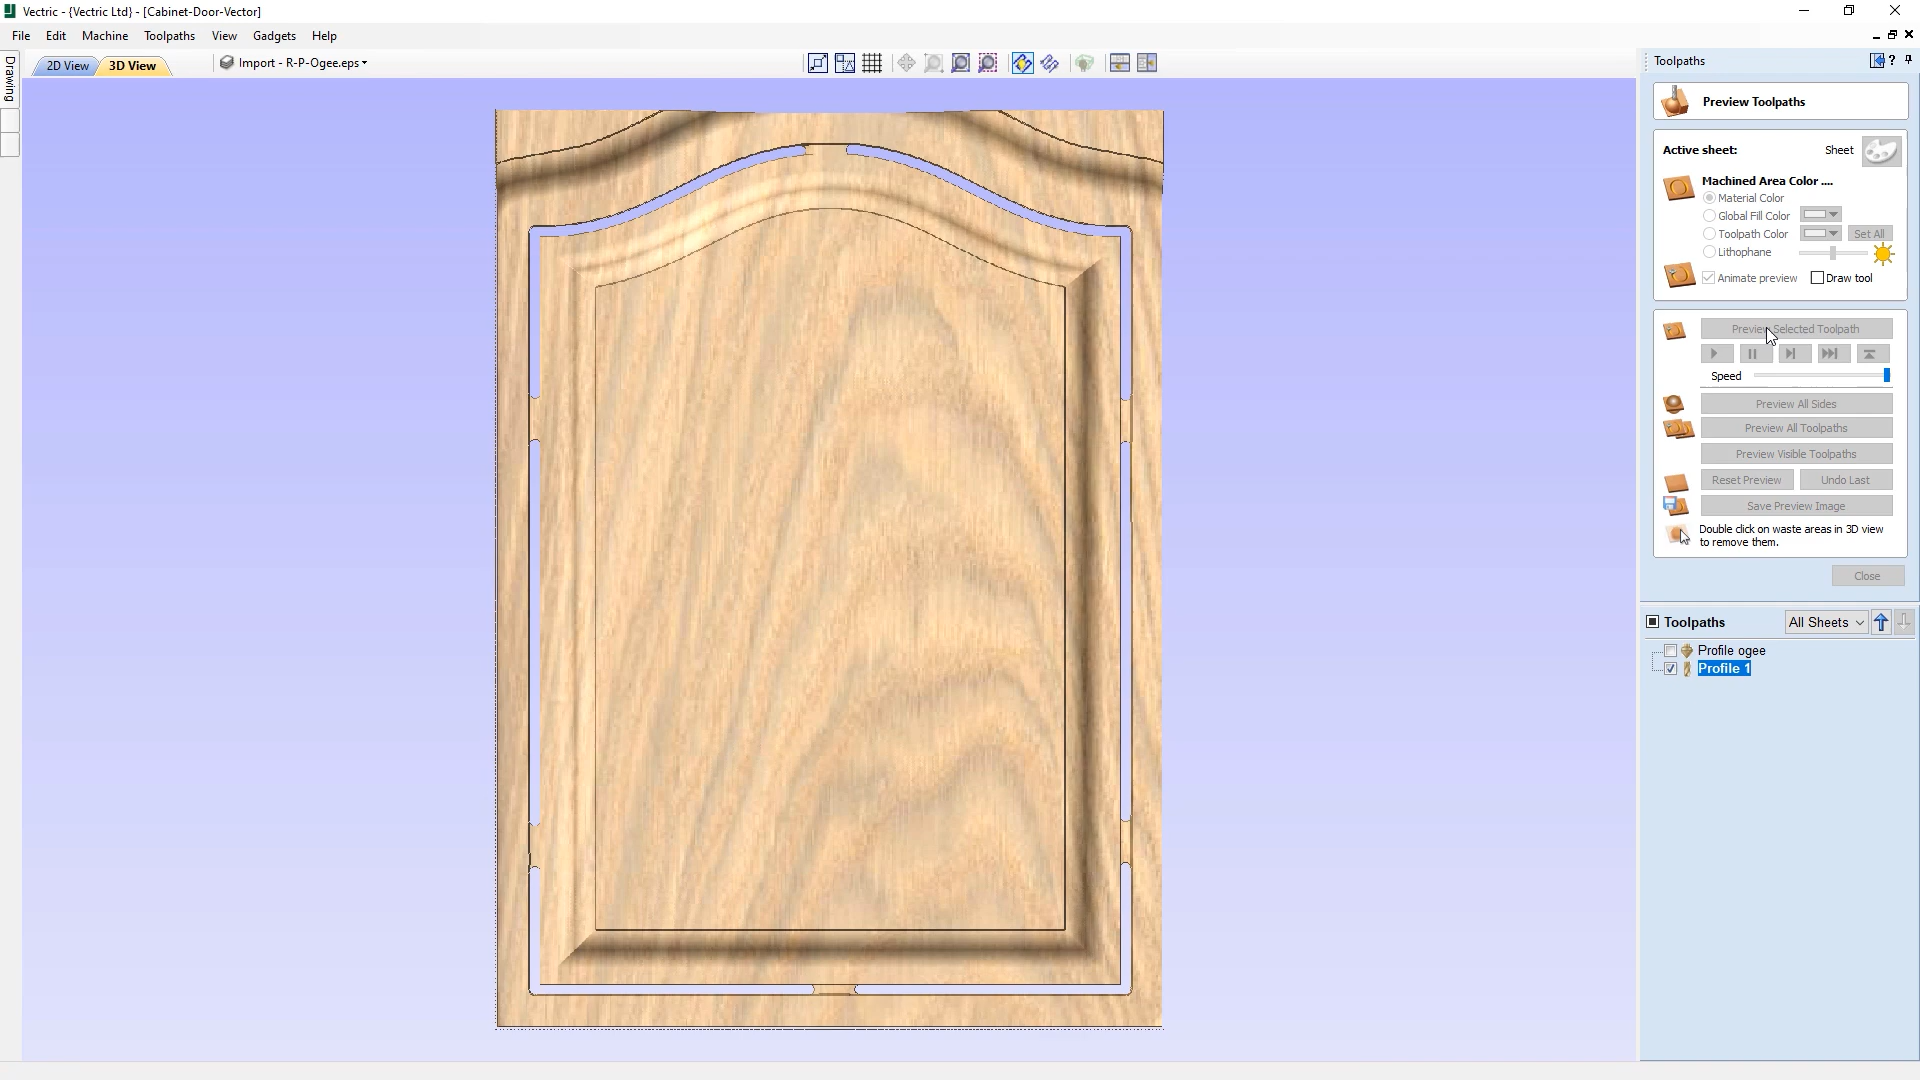 Vectric - {Vectric Ltd} - [Cabinet-Door-Vector]
File Edit Machine Toolpaths View Gadgets Help
Drawing
2D View 3D View Import - R-P-Ogee.eps
Toolpaths ?
Preview Toolpaths
Active sheet: Sheet
Machined Area Color ....
Material Color
Global Fill Color
Toolpath Color Set All
Lithophane
Animate preview Draw tool
Preview Selected Toolpath
Speed
Preview All Sides
Preview All Toolpaths
Preview Visible Toolpaths
Reset Preview Undo Last
Save Preview Image
Double click on waste areas in 3D view
to remove them.
Close
Toolpaths All Sheets
Profile ogee
Profile 1